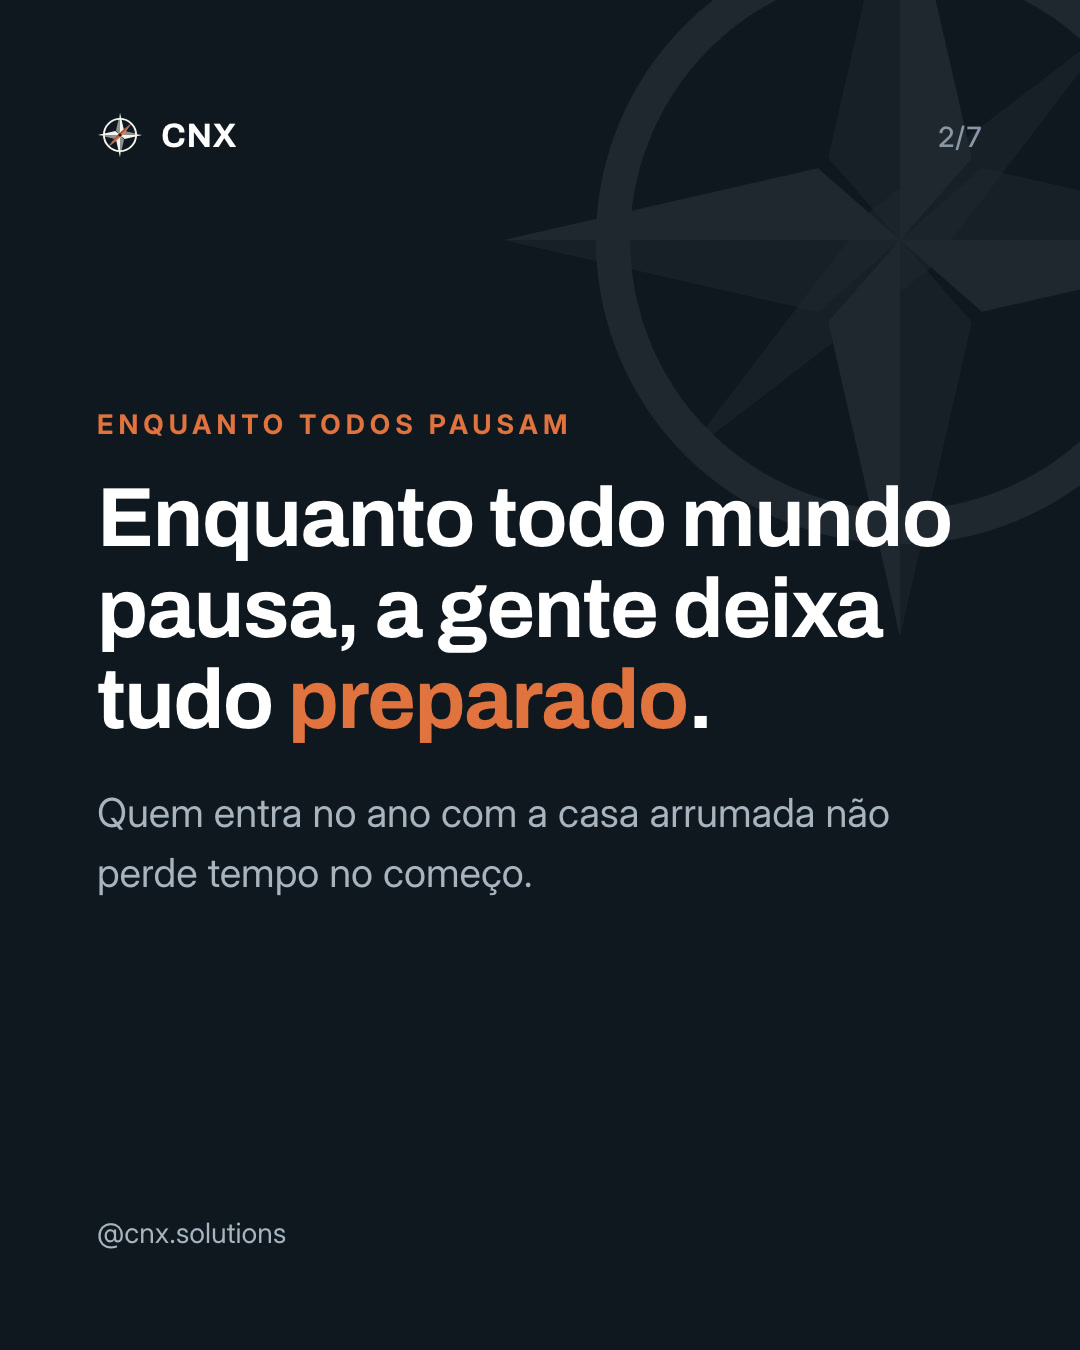 CNX
2/7
ENQUANTO TODOS PAUSAM
Enquanto todo mundo
pausa, a gente deixa
tudo preparado.
Quem entra no ano com a casa arrumada não
perde tempo no começo.
@cnx.solutions